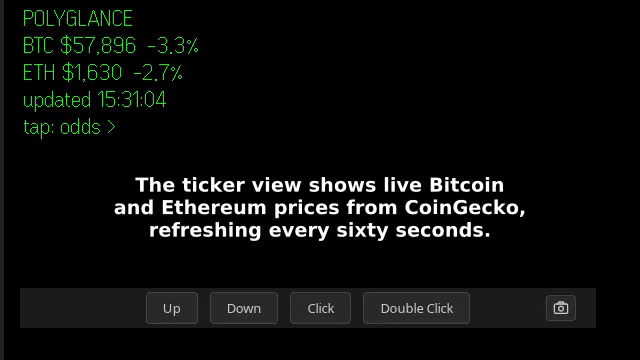 POLYGLANCE
BTC $57,896 -3.3%
ETH $1,630 -2.7%
updated 15:31:04
tap: odds >
The ticker view shows live Bitcoin
and Ethereum prices from CoinGecko,
refreshing every sixty seconds.
Up Down Click Double Click